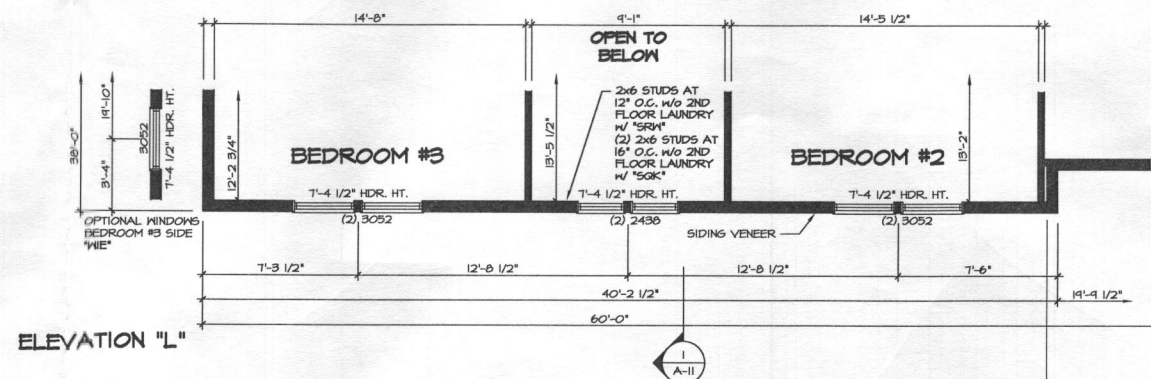 14'-8"
9'-1"
14'-5 1/2"
OPEN TO
BELOW
38'-0"
19'-10"
3'-4"
3052
7'-4 1/2" HDR. HT.
12'-2 3/4"
BEDROOM #3
13'-5 1/2"
2x6 STUDS AT
12" O.C. W/O 2ND
FLOOR LAUNDRY
W/ "SRW"
(2) 2x6 STUDS AT
16" O.C. W/O 2ND
FLOOR LAUNDRY
W/ "SGK"
BEDROOM #2
13'-2"
7'-4 1/2" HDR. HT.
7'-4 1/2" HDR. HT.
7'-4 1/2" HDR. HT.
OPTIONAL WINDOWS
BEDROOM #3 SIDE
"WIE"
(2) 3052
(2) 2438
SIDING VENEER
(2) 3052
7'-3 1/2"
12'-8 1/2"
12'-8 1/2"
7'-6"
40'-2 1/2"
19'-9 1/2"
60'-0"
ELEVATION "L"
1
A-11